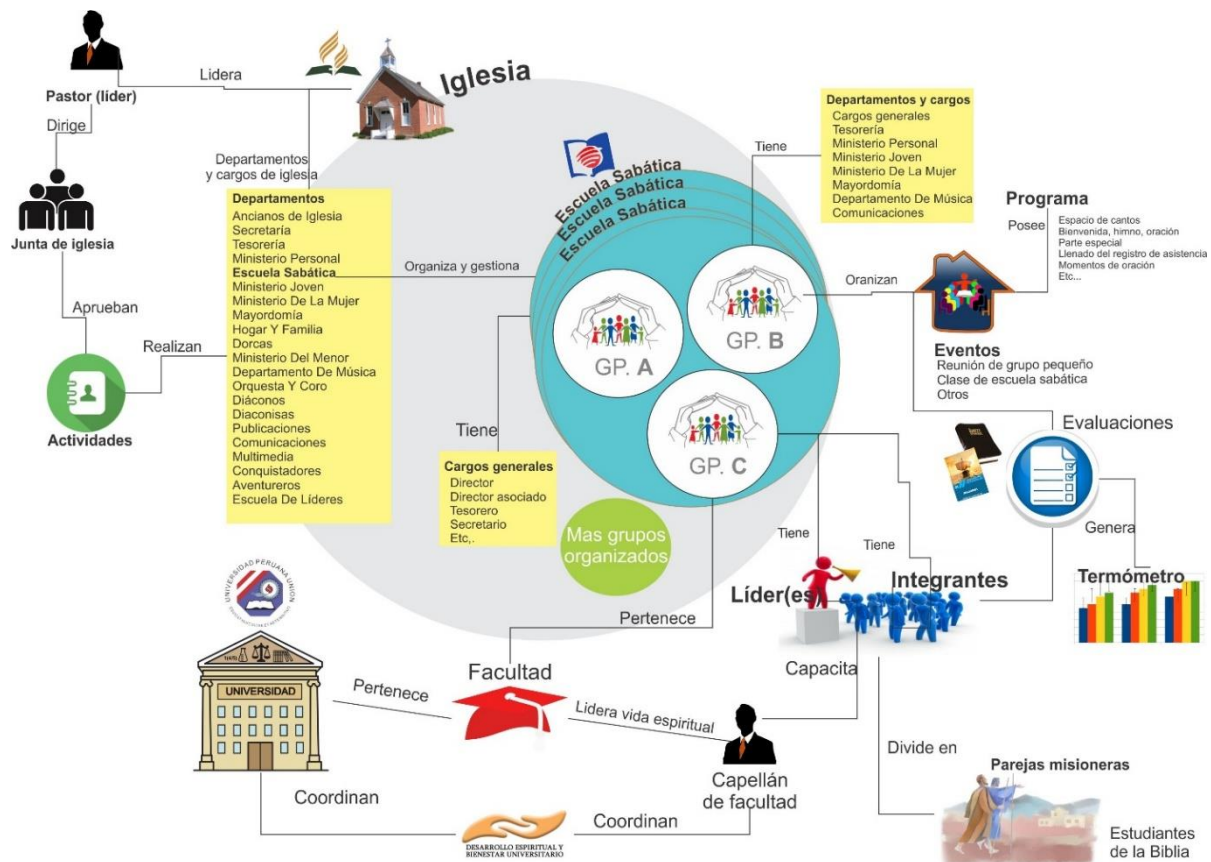 Iglesia
Lidera
Pastor (lider)
Dirige
Junta de iglesia
Aprueban
Actividades
Realizan
Departamentos
y cargos de iglesia
Departamentos
Ancianos de Iglesia
Secretaría
Tesorería
Ministerio Personal
Escuela Sabática
Ministerio Joven
Ministerio De La Mujer
Mayordomía
Hogar Y Familia
Dorcas
Ministerio Del Menor
Departamento De Música
Orquesta Y Coro
Diáconos
Diaconisas
Publicaciones
Comunicaciones
Multimedia
Conquistadores
Aventureros
Escuela De Líderes
Organiza y gestiona
Escuela Sabática
Escuela Sabática
Escuela Sabática
GP. A
GP. B
GP. C
Tiene
Cargos generales
Director
Director asociado
Tesorero
Secretario
Etc,.
Mas grupos
organizados
Tiene
Departamentos y cargos
Cargos generales
Tesorería
Ministerio Personal
Ministerio Joven
Ministerio De La Mujer
Mayordomía
Departamento De Música
Comunicaciones
Oranizan
Programa
Posee
Espacio de cantos
Bienvenida, himno, oración
Parte especial
Llenado del registro de asistencia
Momentos de oración
Etc...
Eventos
Reunión de grupo pequeño
Clase de escuela sabática
Otros
Evaluaciones
Genera
Termómetro
Tiene
Tiene
Líder(es)
Integrantes
Capacita
Pertenece
Facultad
Pertenece
Lidera vida espiritual
UNIVERSIDAD PERUANA UNION
UNIVERSIDAD
Capellán
de facultad
Coordinan
Coordinan
DESARROLLO ESPIRITUAL Y
BIENESTAR UNIVERSITARIO
Divide en
Parejas misioneras
Estudiantes
de la Biblia